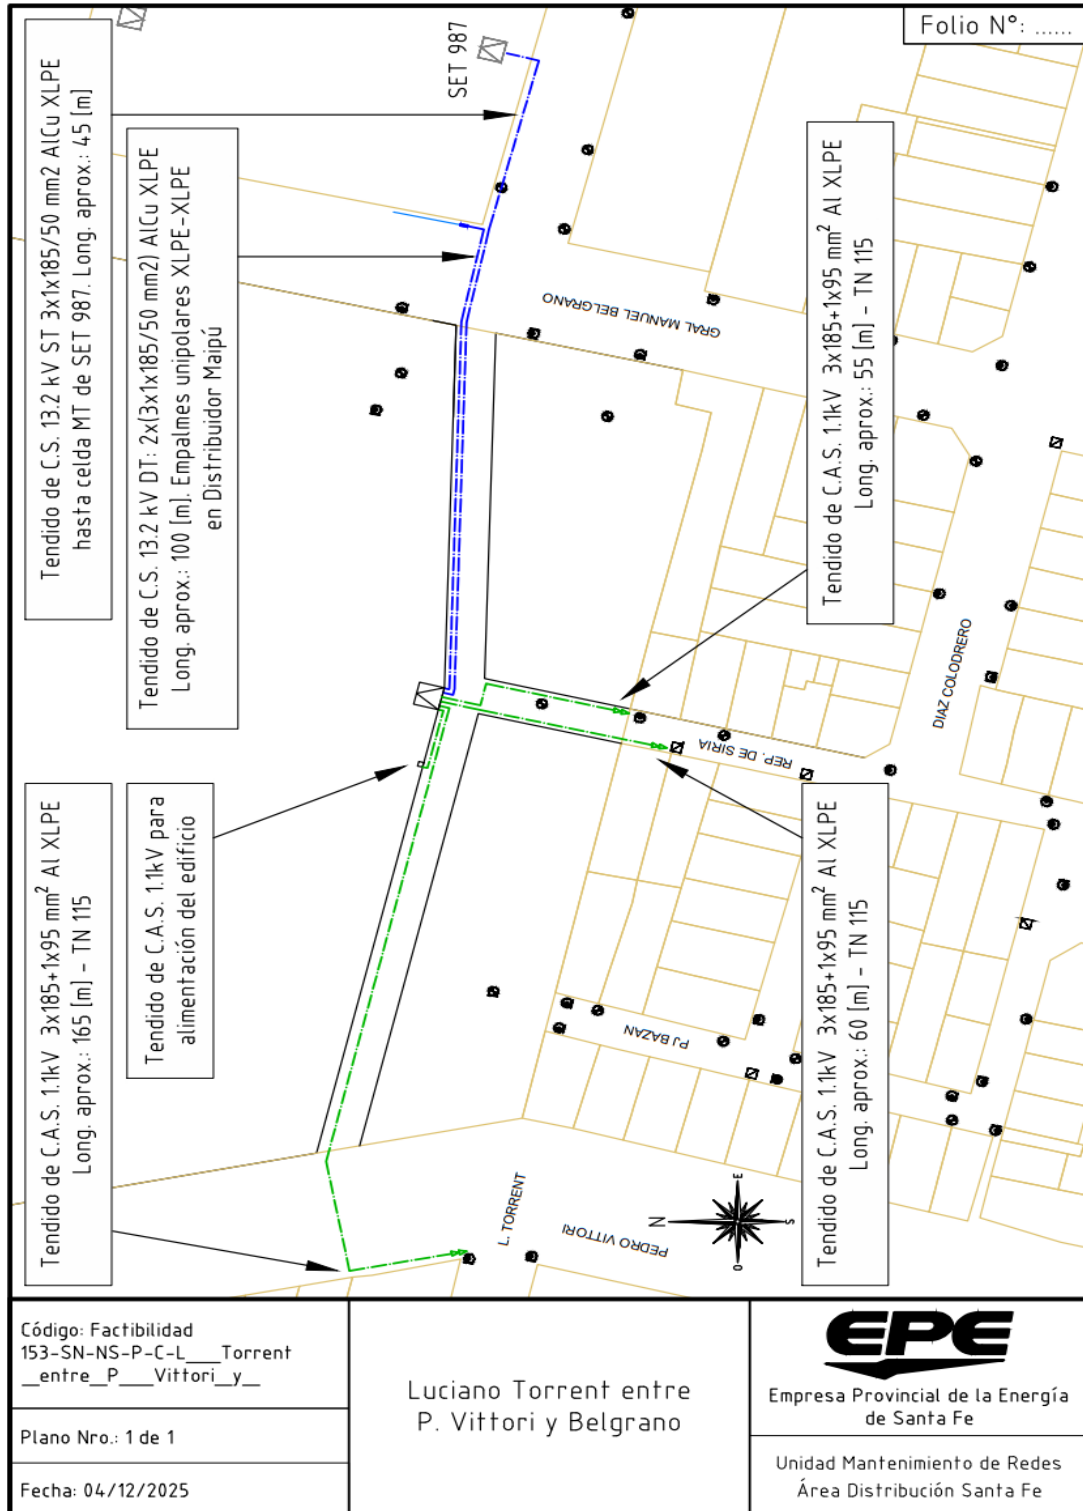 Folio N°: ......
SET 987
Tendido de C.S. 13.2 kV ST 3x1x185/50 mm2 AlCu XLPE
hasta celda MT de SET 987. Long. aprox.: 45 [m]
Tendido de C.S. 13.2 kV DT: 2x(3x1x185/50 mm2) AlCu XLPE
Long. aprox.: 100 [m]. Empalmes unipolares XLPE-XLPE
en Distribuidor Maipú
Tendido de C.A.S. 1.1kV 3x185+1x95 mm² Al XLPE
Long. aprox.: 55 [m] - TN 115
GRAL MANUEL BELGRANO
DIAZ COLODRERO
REP. DE SIRIA
Tendido de C.A.S. 1.1kV 3x185+1x95 mm² Al XLPE
Long. aprox.: 165 [m] - TN 115
Tendido de C.A.S. 1.1kV para
alimentación del edificio
Tendido de C.A.S. 1.1kV 3x185+1x95 mm² Al XLPE
Long. aprox.: 60 [m] - TN 115
PJ BAZAN
L. TORRENT
PEDRO VITTORI
N
E
S
O
Código: Factibilidad
153-SN-NS-P-C-L___Torrent
__entre_P___Vittori_y__
Plano Nro.: 1 de 1
Fecha: 04/12/2025
Luciano Torrent entre
P. Vittori y Belgrano
EPE
Empresa Provincial de la Energía
de Santa Fe
Unidad Mantenimiento de Redes
Área Distribución Santa Fe